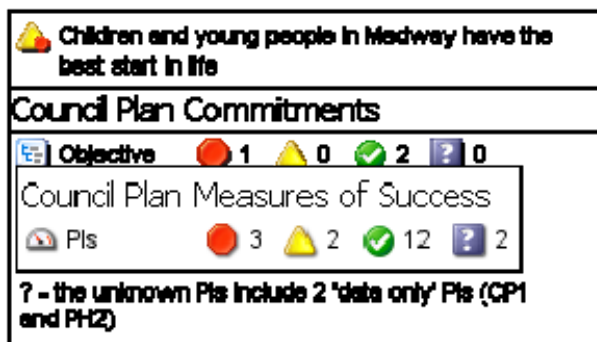 Children and young people in Medway have the
best start in life
Council Plan Commitments
Objective 1 0 2 ? 0
Council Plan Measures of Success
PIs 3 2 12 ? 2
? - the unknown PIs include 2 'data only' PIs (CP1
and PH2)